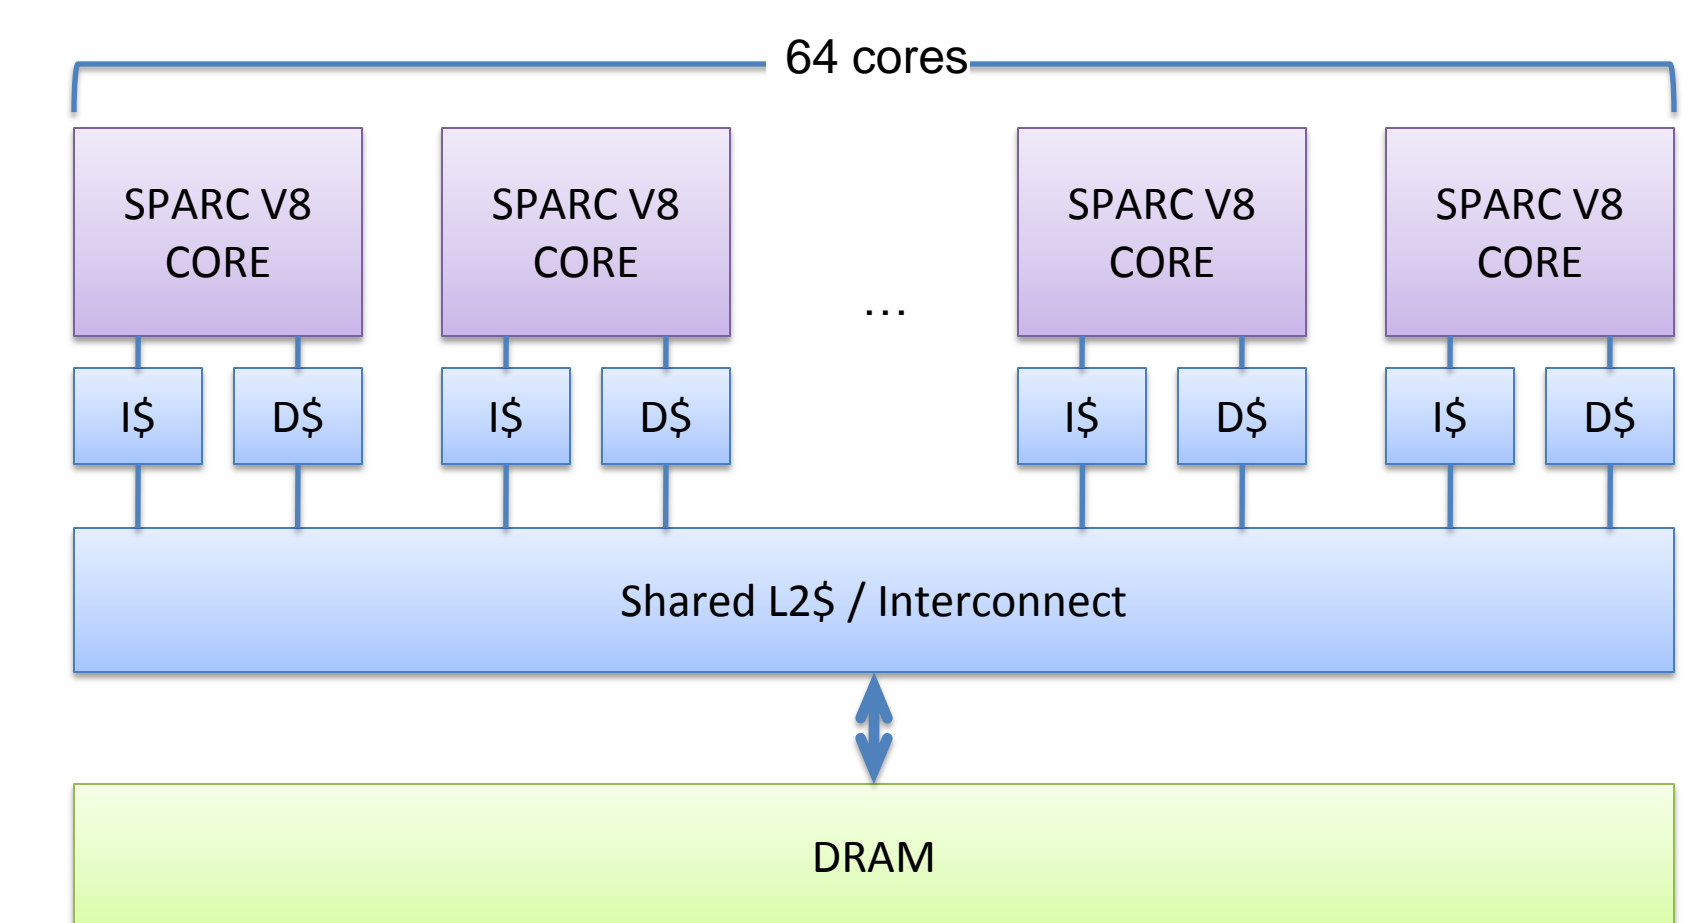 64 cores
SPARC V8
CORE
SPARC V8
CORE
…
SPARC V8
CORE
SPARC V8
CORE
I$
D$
I$
D$
I$
D$
I$
D$
Shared L2$ / Interconnect
DRAM